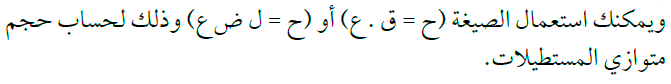 ويمكنك استعمال الصيغة (ح = ق . ع) أو (ح = ل ض ع) وذلك لحساب حجم
متوازي المستطيلات.